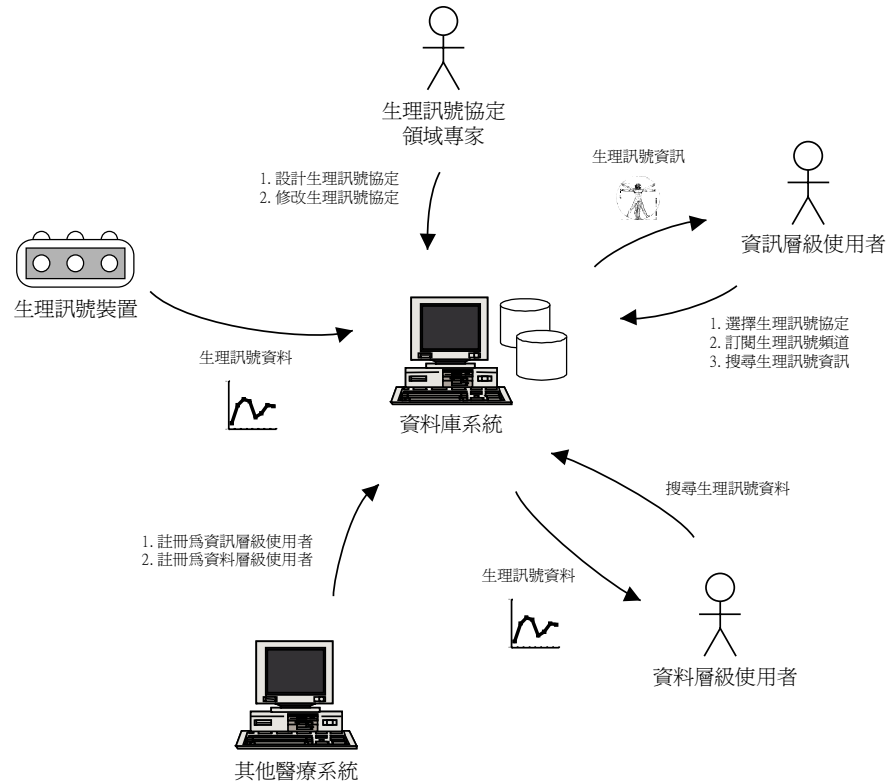 生理訊號協定
領域專家
1. 設計生理訊號協定
2. 修改生理訊號協定
生理訊號資訊
資訊層級使用者
生理訊號裝置
1. 選擇生理訊號協定
2. 訂閱生理訊號頻道
3. 搜尋生理訊號資訊
生理訊號資料
資料庫系統
搜尋生理訊號資料
1. 註冊爲資訊層級使用者
2. 註冊爲資料層級使用者
生理訊號資料
資料層級使用者
其他醫療系統